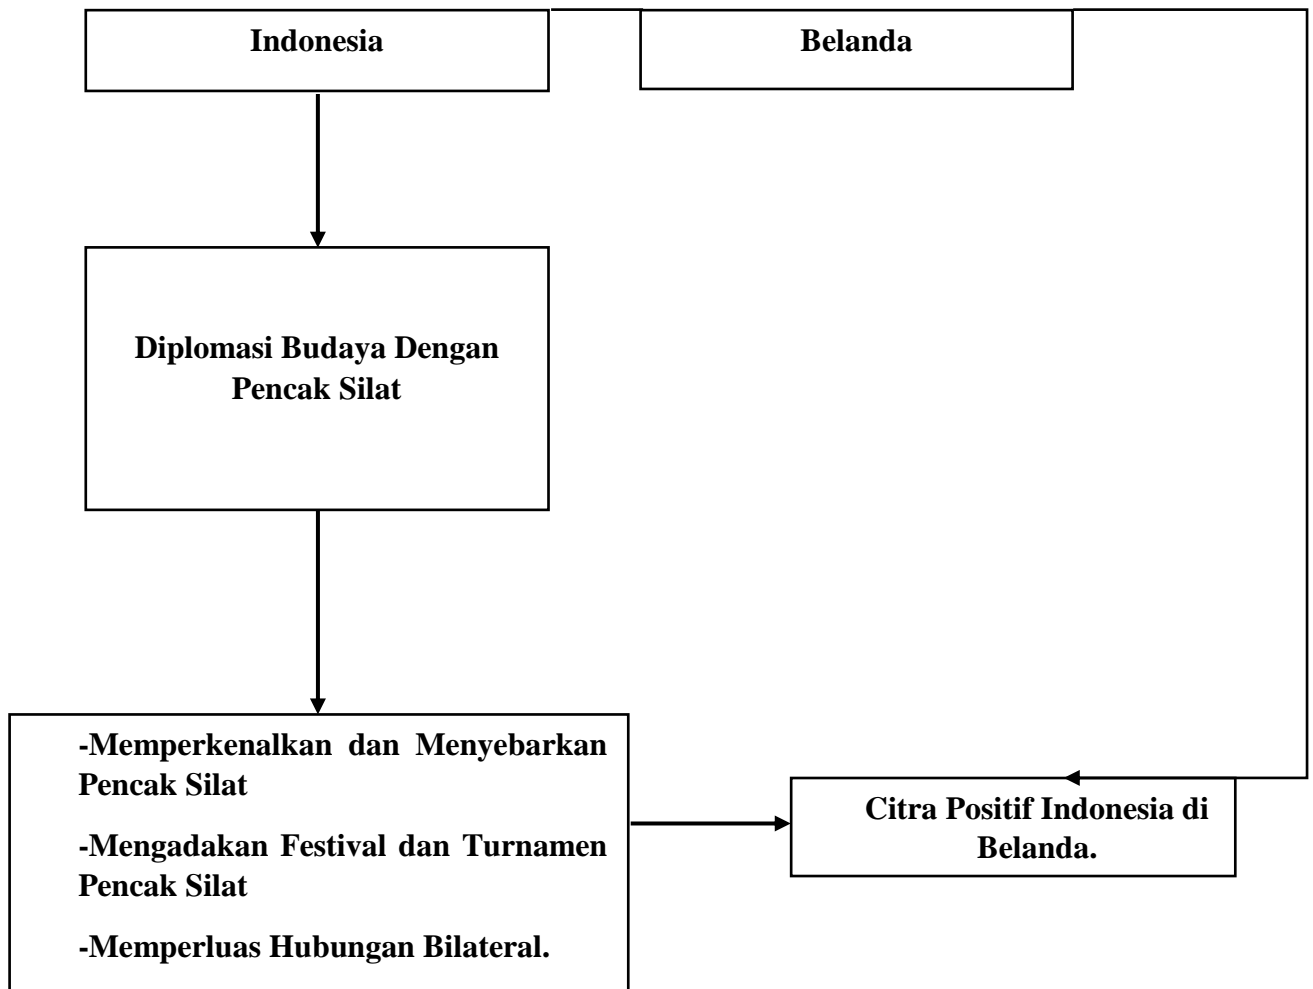 Indonesia
Belanda
Diplomasi Budaya Dengan
Pencak Silat
-Memperkenalkan dan Menyebarkan
Pencak Silat
-Mengadakan Festival dan Turnamen
Pencak Silat
-Memperluas Hubungan Bilateral.
Citra Positif Indonesia di
Belanda.